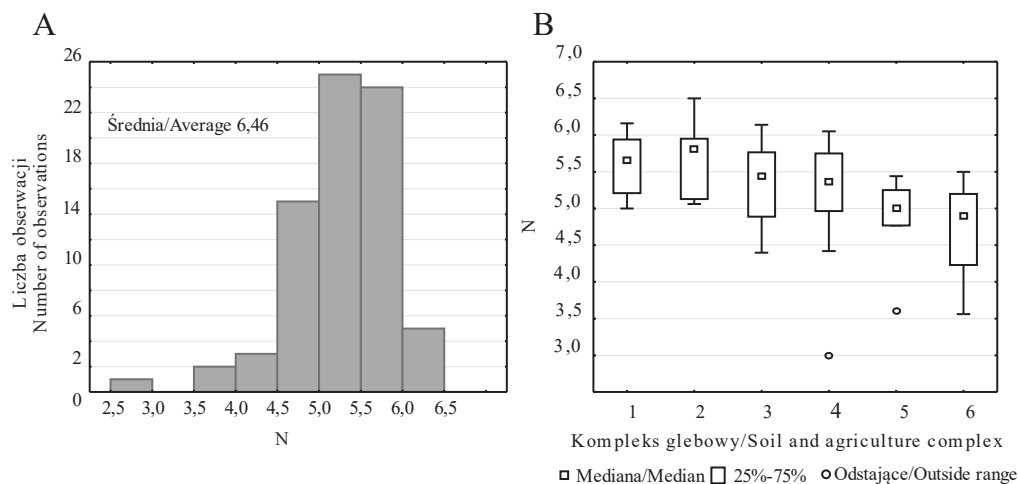 A
Średnia/Average 6,46
Liczba obserwacji
Number of observations
26
22
18
14
10
6
4
2
0
2,5 3,0 3,5 4,0 4,5 5,0 5,5 6,0 6,5
N
B
7,0
6,5
6,0
5,5
5,0
4,5
4,0
3,5
3,0
N
1 2 3 4 5 6
Kompleks glebowy/Soil and agriculture complex
Mediana/Median 25%-75% Odstające/Outside range